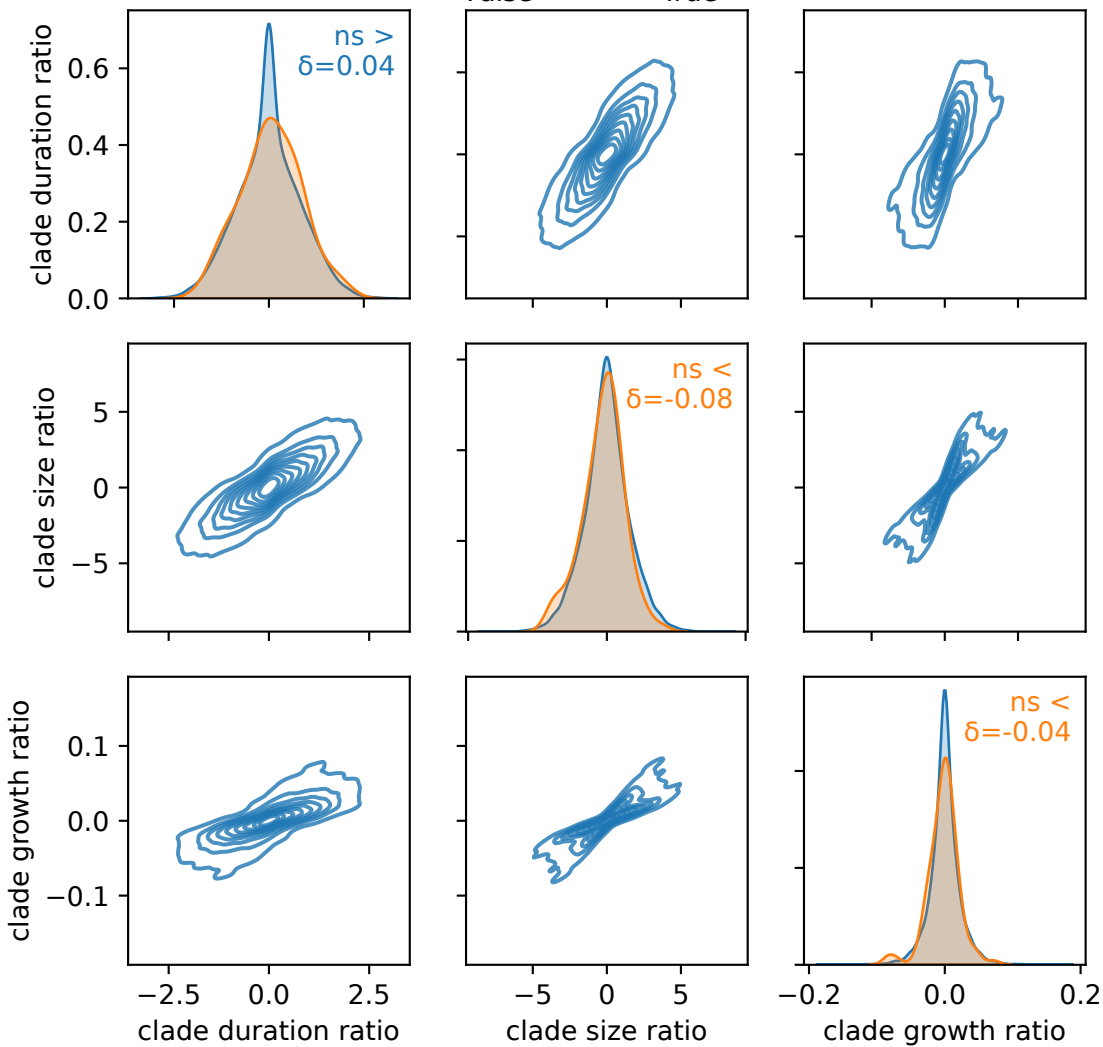 clade duration ratio
0.6
0.4
0.2
0.0
ns >
δ=0.04
clade size ratio
5
0
−5
ns <
δ=-0.08
clade growth ratio
0.1
0.0
−0.1
ns <
δ=-0.04
−2.5 0.0 2.5
−5 0 5
−0.2 0.0 0.2
clade duration ratio
clade size ratio
clade growth ratio